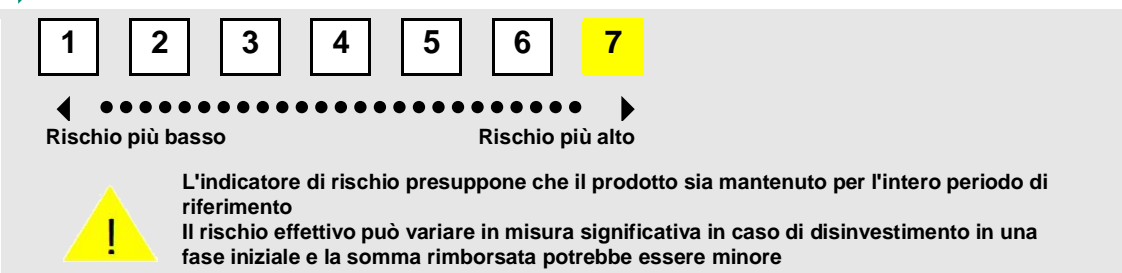 1 2 3 4 5 6 7
Rischio più basso Rischio più alto
L'indicatore di rischio presuppone che il prodotto sia mantenuto per l'intero periodo di
riferimento
Il rischio effettivo può variare in misura significativa in caso di disinvestimento in una
fase iniziale e la somma rimborsata potrebbe essere minore
!